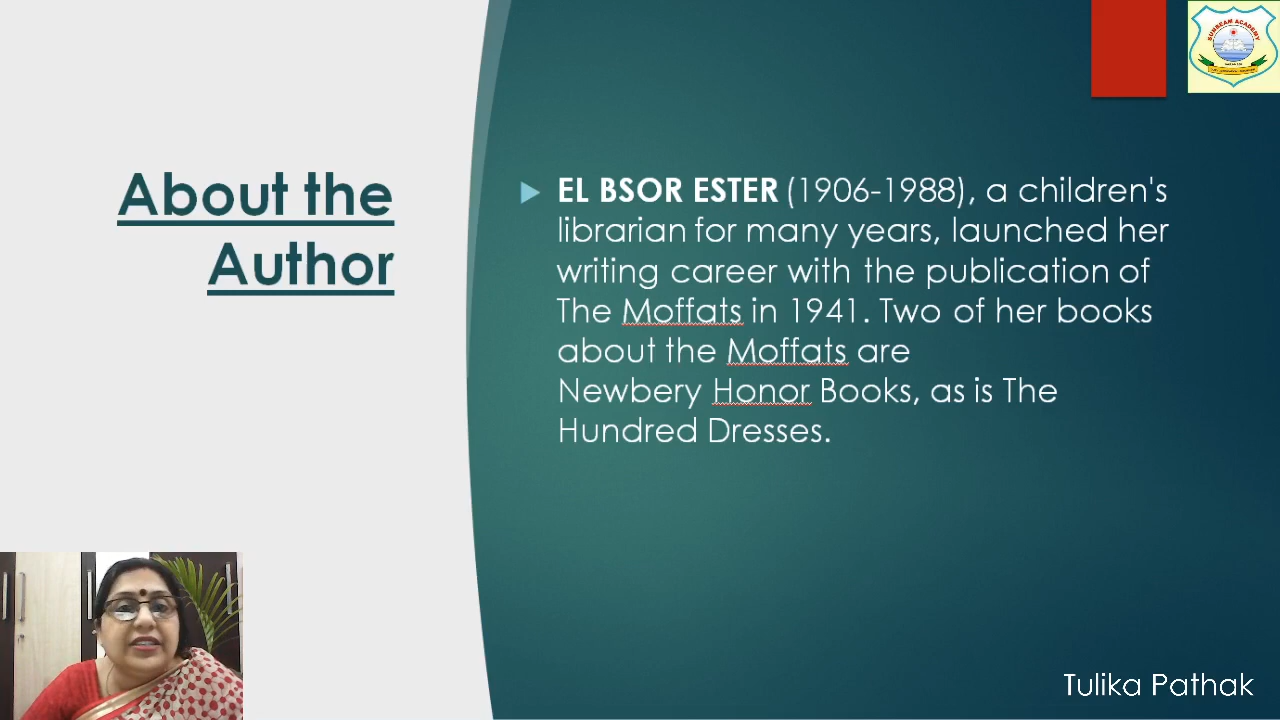 SUNBEAM ACADEMY
About the
Author
EL BSOR ESTER (1906-1988), a children's
librarian for many years, launched her
writing career with the publication of
The Moffats in 1941. Two of her books
about the Moffats are
Newbery Honor Books, as is The
Hundred Dresses.
Tulika Pathak